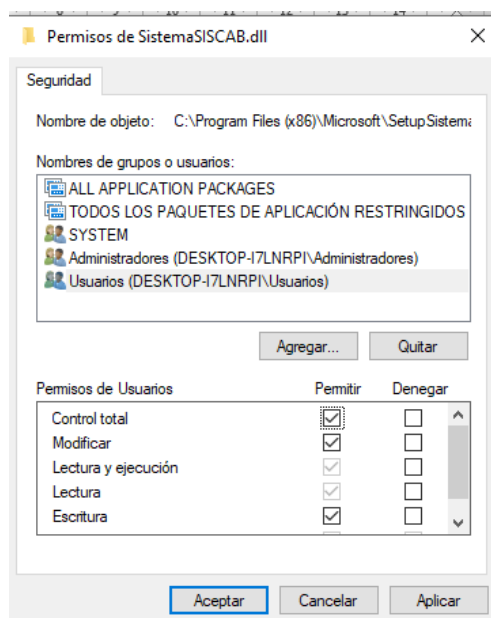 Permisos de SistemaSISCAB.dll
Seguridad
Nombre de objeto: C:\Program Files (x86)\Microsoft\SetupSistema
Nombres de grupos o usuarios:
ALL APPLICATION PACKAGES
TODOS LOS PAQUETES DE APLICACIÓN RESTRINGIDOS
SYSTEM
Administradores (DESKTOP-I7LNRPI\Administradores)
Usuarios (DESKTOP-I7LNRPI\Usuarios)
Agregar... Quitar
Permisos de Usuarios Permitir Denegar
Control total
Modificar
Lectura y ejecución
Lectura
Escritura
Aceptar Cancelar Aplicar